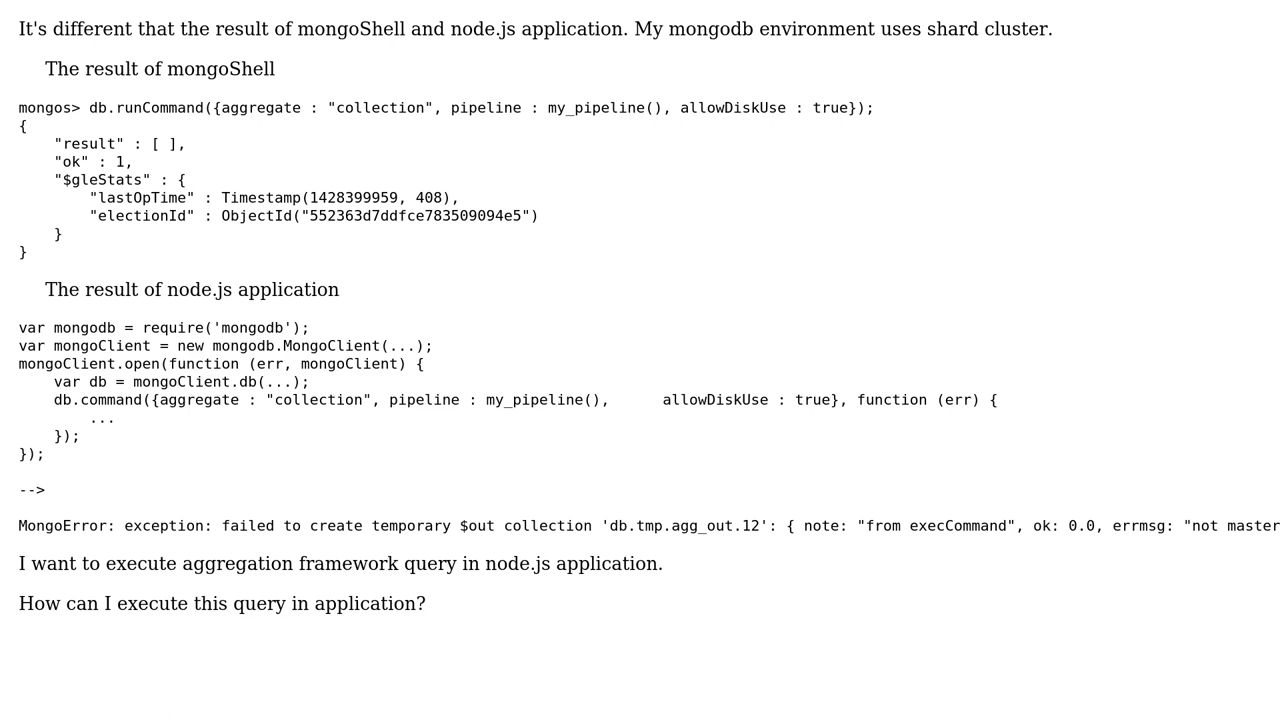 It's different that the result of mongoShell and node.js application. My mongodb environment uses shard cluster.
The result of mongoShell
mongos> db.runCommand({aggregate : "collection", pipeline : my_pipeline(), allowDiskUse : true});
{
    "result" : [ ],
    "ok" : 1,
    "$gleStats" : {
        "lastOpTime" : Timestamp(1428399959, 408),
        "electionId" : ObjectId("552363d7ddfce783509094e5")
    }
}
The result of node.js application
var mongodb = require('mongodb');
var mongoClient = new mongodb.MongoClient(...);
mongoClient.open(function (err, mongoClient) {
    var db = mongoClient.db(...);
    db.command({aggregate : "collection", pipeline : my_pipeline(),      allowDiskUse : true}, function (err) {
        ...
    });
});
-->
MongoError: exception: failed to create temporary $out collection 'db.tmp.agg_out.12': { note: "from execCommand", ok: 0.0, errmsg: "not master
I want to execute aggregation framework query in node.js application.
How can I execute this query in application?